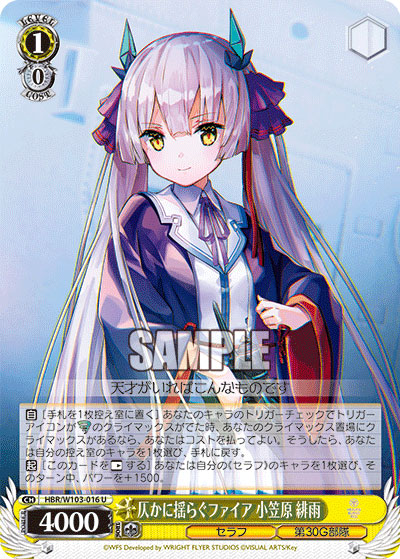 LEVEL
1
0
COST
SAMPLE
天才がいればこんなものです
自［手札を1枚控え室に置く］あなたのキャラのトリガーチェックでトリガー
アイコンが のクライマックスがでた時、あなたのクライマックス置場にク
ライマックスがあるなら、あなたはコストを払ってよい。そうしたら、あなた
は自分の控え室のキャラを1枚選び、手札に戻す。
起［このカードを する］あなたは自分の《セラフ》のキャラを1枚選び、そ
のターン中、パワーを＋1500。
CH HBR/W103-016 U
仄かに揺らぐファイア 小笠原 緋雨
4000
セラフ
第30G部隊
©WFS Developed by WRIGHT FLYER STUDIOS ©VISUAL ARTS/Key